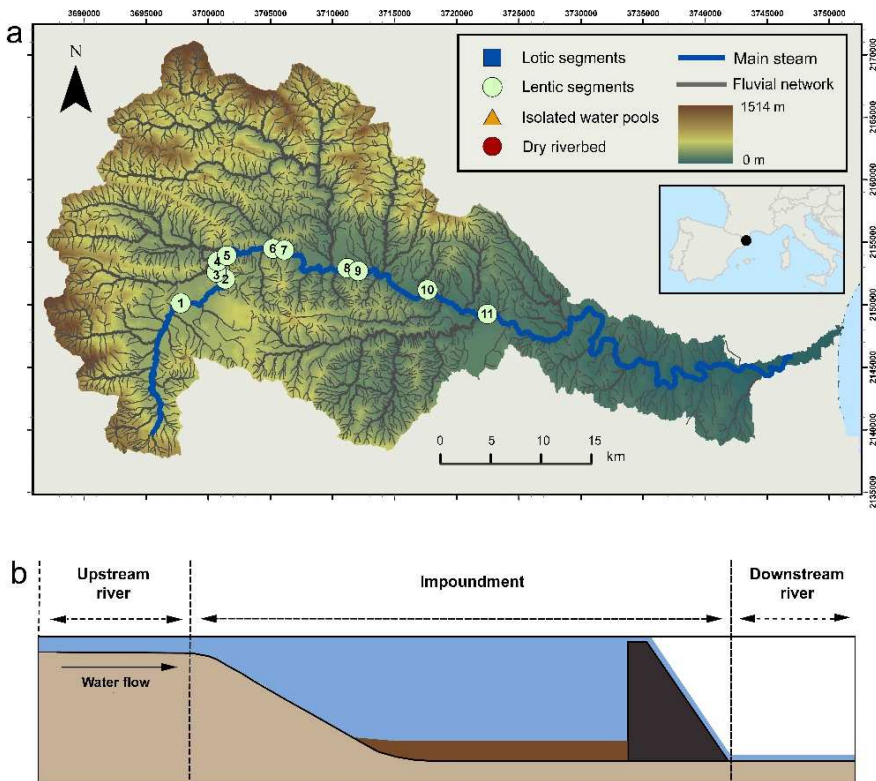 3690000 3695000 3700000 3705000 3710000 3715000 3720000 3725000 3730000 3735000 3740000 3745000 3750000
a
N
Lotic segments
Lentic segments
Isolated water pools
Dry riverbed
Main steam
Fluvial network
1514 m
0 m
2170000
2165000
2160000
2155000
2150000
2145000
2140000
2135000
1
2
3
4
5
6
7
8
9
10
11
0 5 10 15
km
b
Upstream
river
Impoundment
Downstream
river
Water flow